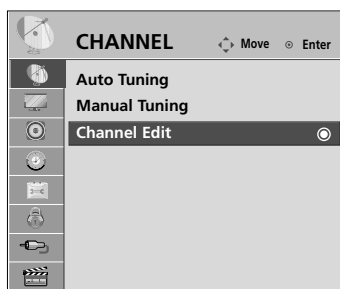 CHANNEL Move Enter
Auto Tuning
Manual Tuning
Channel Edit